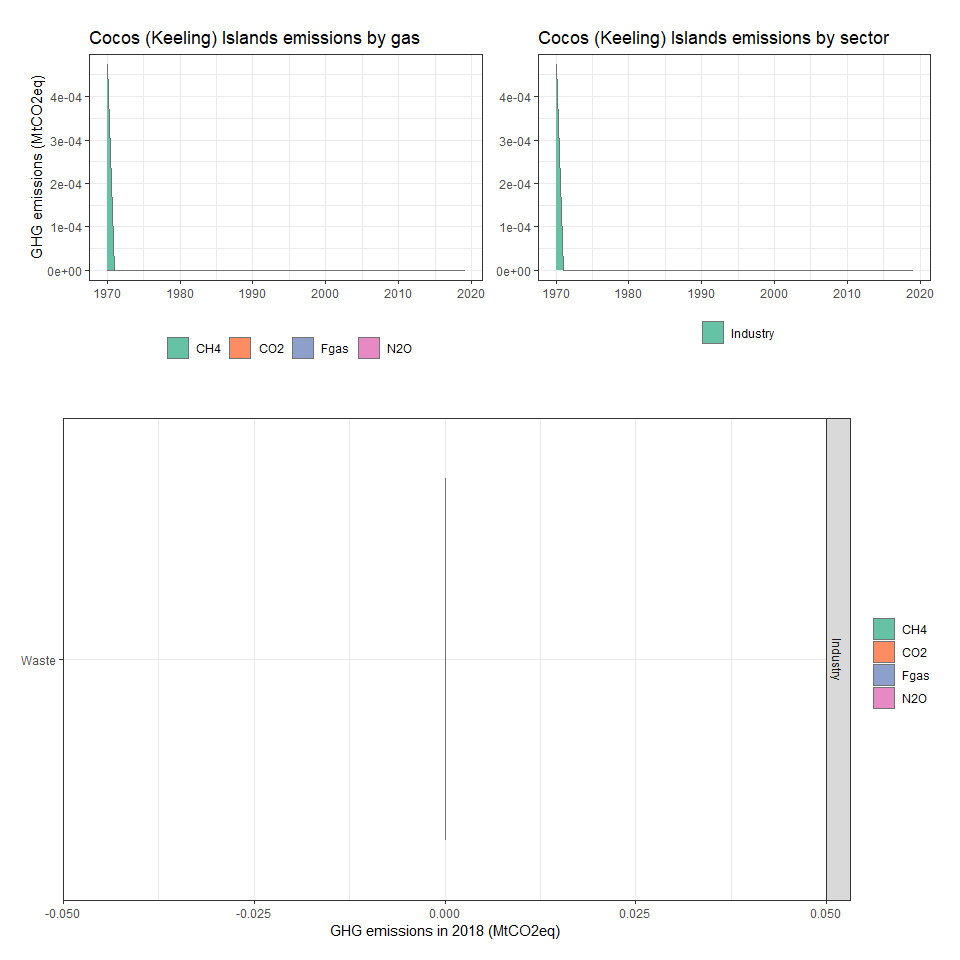 Cocos (Keeling) Islands emissions by gas
GHG emissions (MtCO2eq)
4e-04
3e-04
2e-04
1e-04
0e+00
1970 1980 1990 2000 2010 2020
CH4 CO2 Fgas N2O
Cocos (Keeling) Islands emissions by sector
4e-04
3e-04
2e-04
1e-04
0e+00
1970 1980 1990 2000 2010 2020
Industry
Waste
Industry
-0.050 -0.025 0.000 0.025 0.050
GHG emissions in 2018 (MtCO2eq)
CH4
CO2
Fgas
N2O